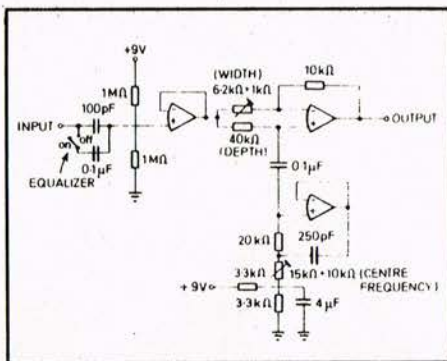 +9V
1MΩ
100pF
INPUT
on
off
0·1µF
EQUALIZER
1MΩ
(WIDTH)
6·2kΩ+1kΩ
10kΩ
40kΩ
(DEPTH)
OUTPUT
0·1µF
20kΩ
250pF
3·3kΩ
15kΩ+10kΩ (CENTRE
FREQUENCY)
+9V
3·3kΩ
4µF